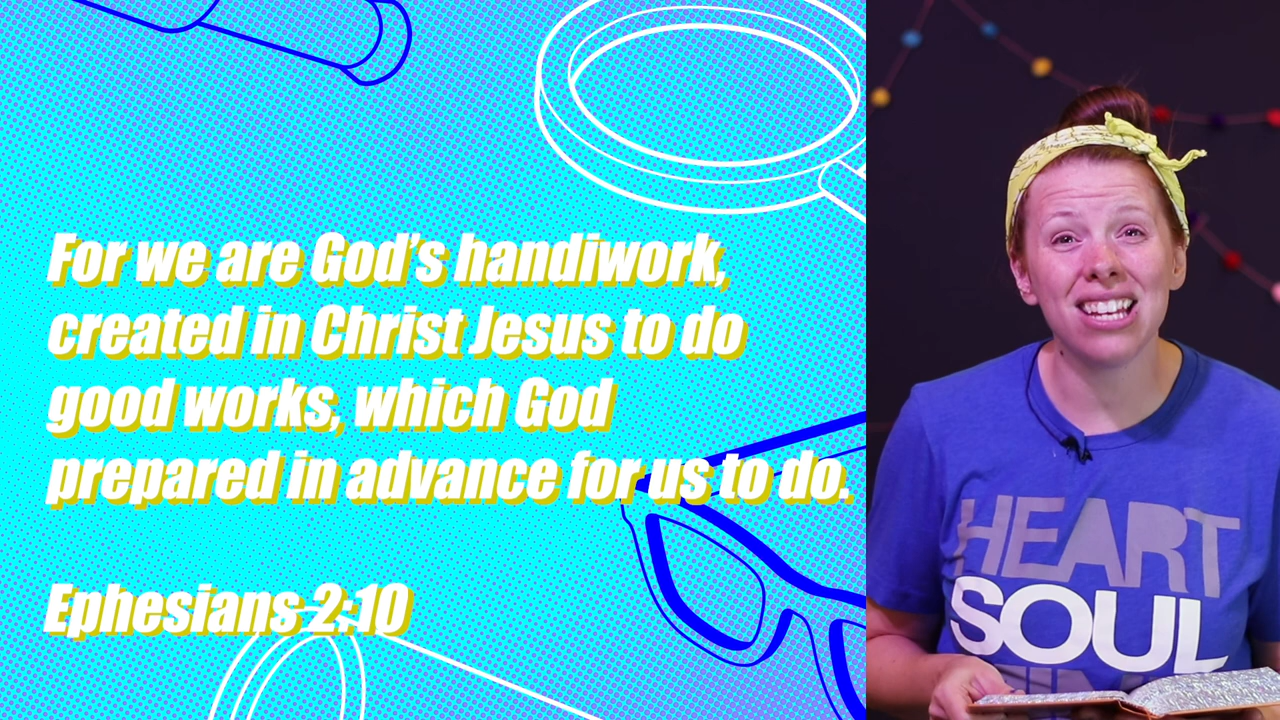 For we are God’s handiwork,
created in Christ Jesus to do
good works, which God
prepared in advance for us to do.
Ephesians 2:10
HEART
SOUL